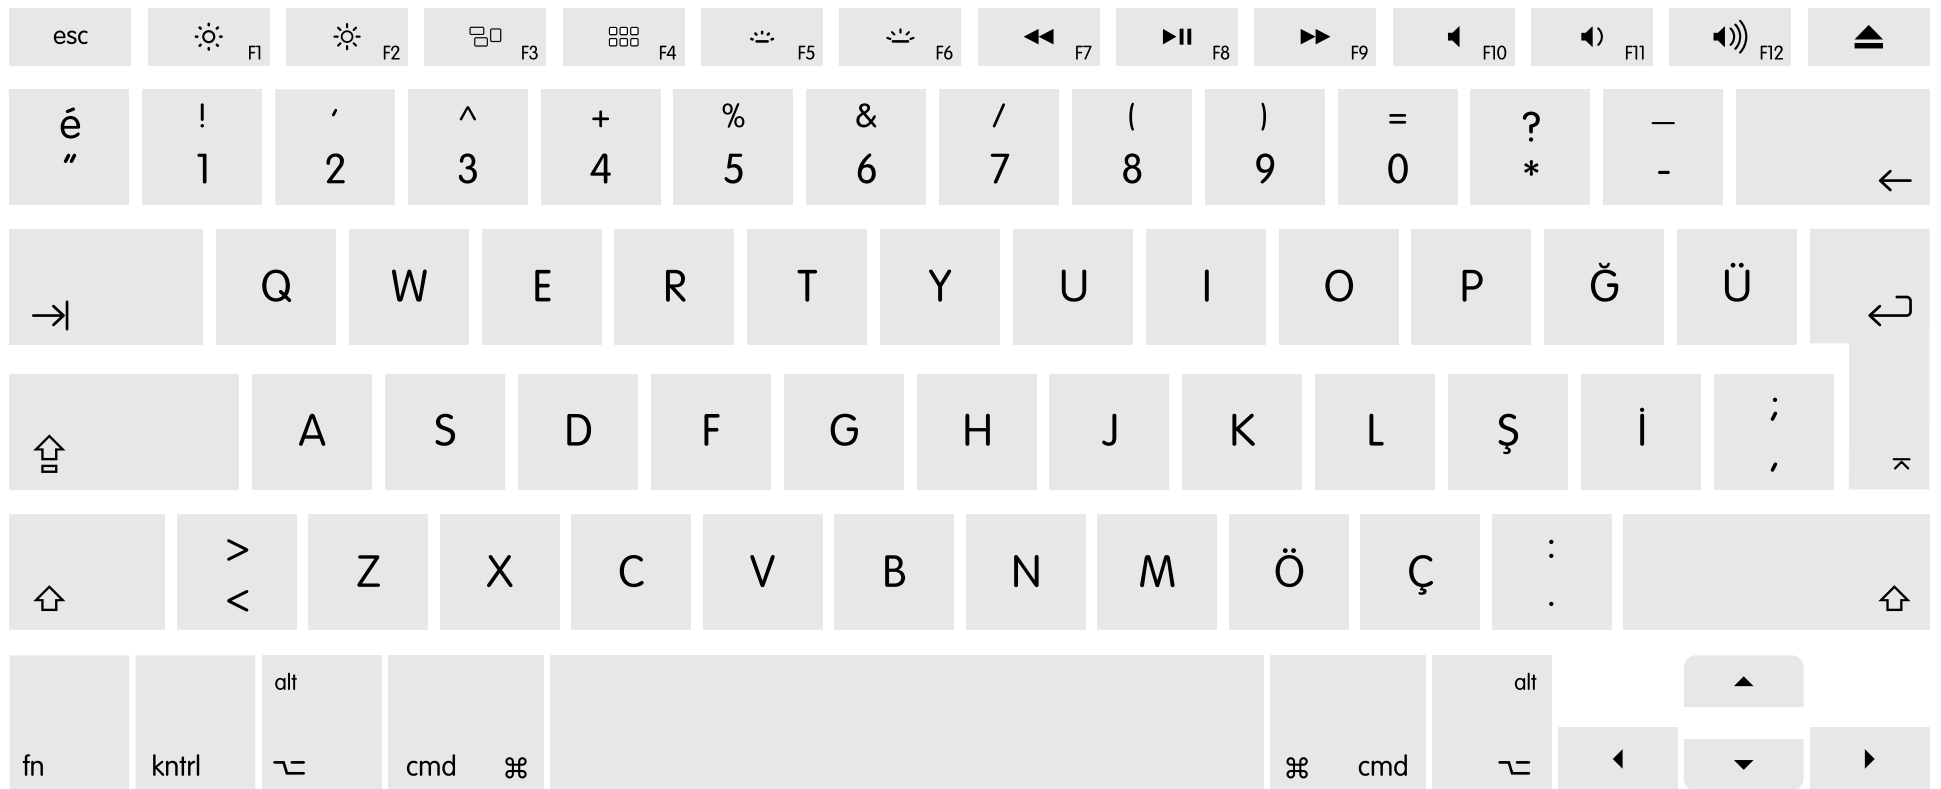 esc F1 F2 F3 F4 F5 F6 F7 F8 F9 F10 F11 F12
é ! ′ ^ + % & / ( ) = ? —
″ 1 2 3 4 5 6 7 8 9 0 * -
Q W E R T Y U I O P Ğ Ü
A S D F G H J K L Ş İ ; ,
> < Z X C V B N M Ö Ç : .
alt alt
fn kntrl cmd ⌘ ⌘ cmd